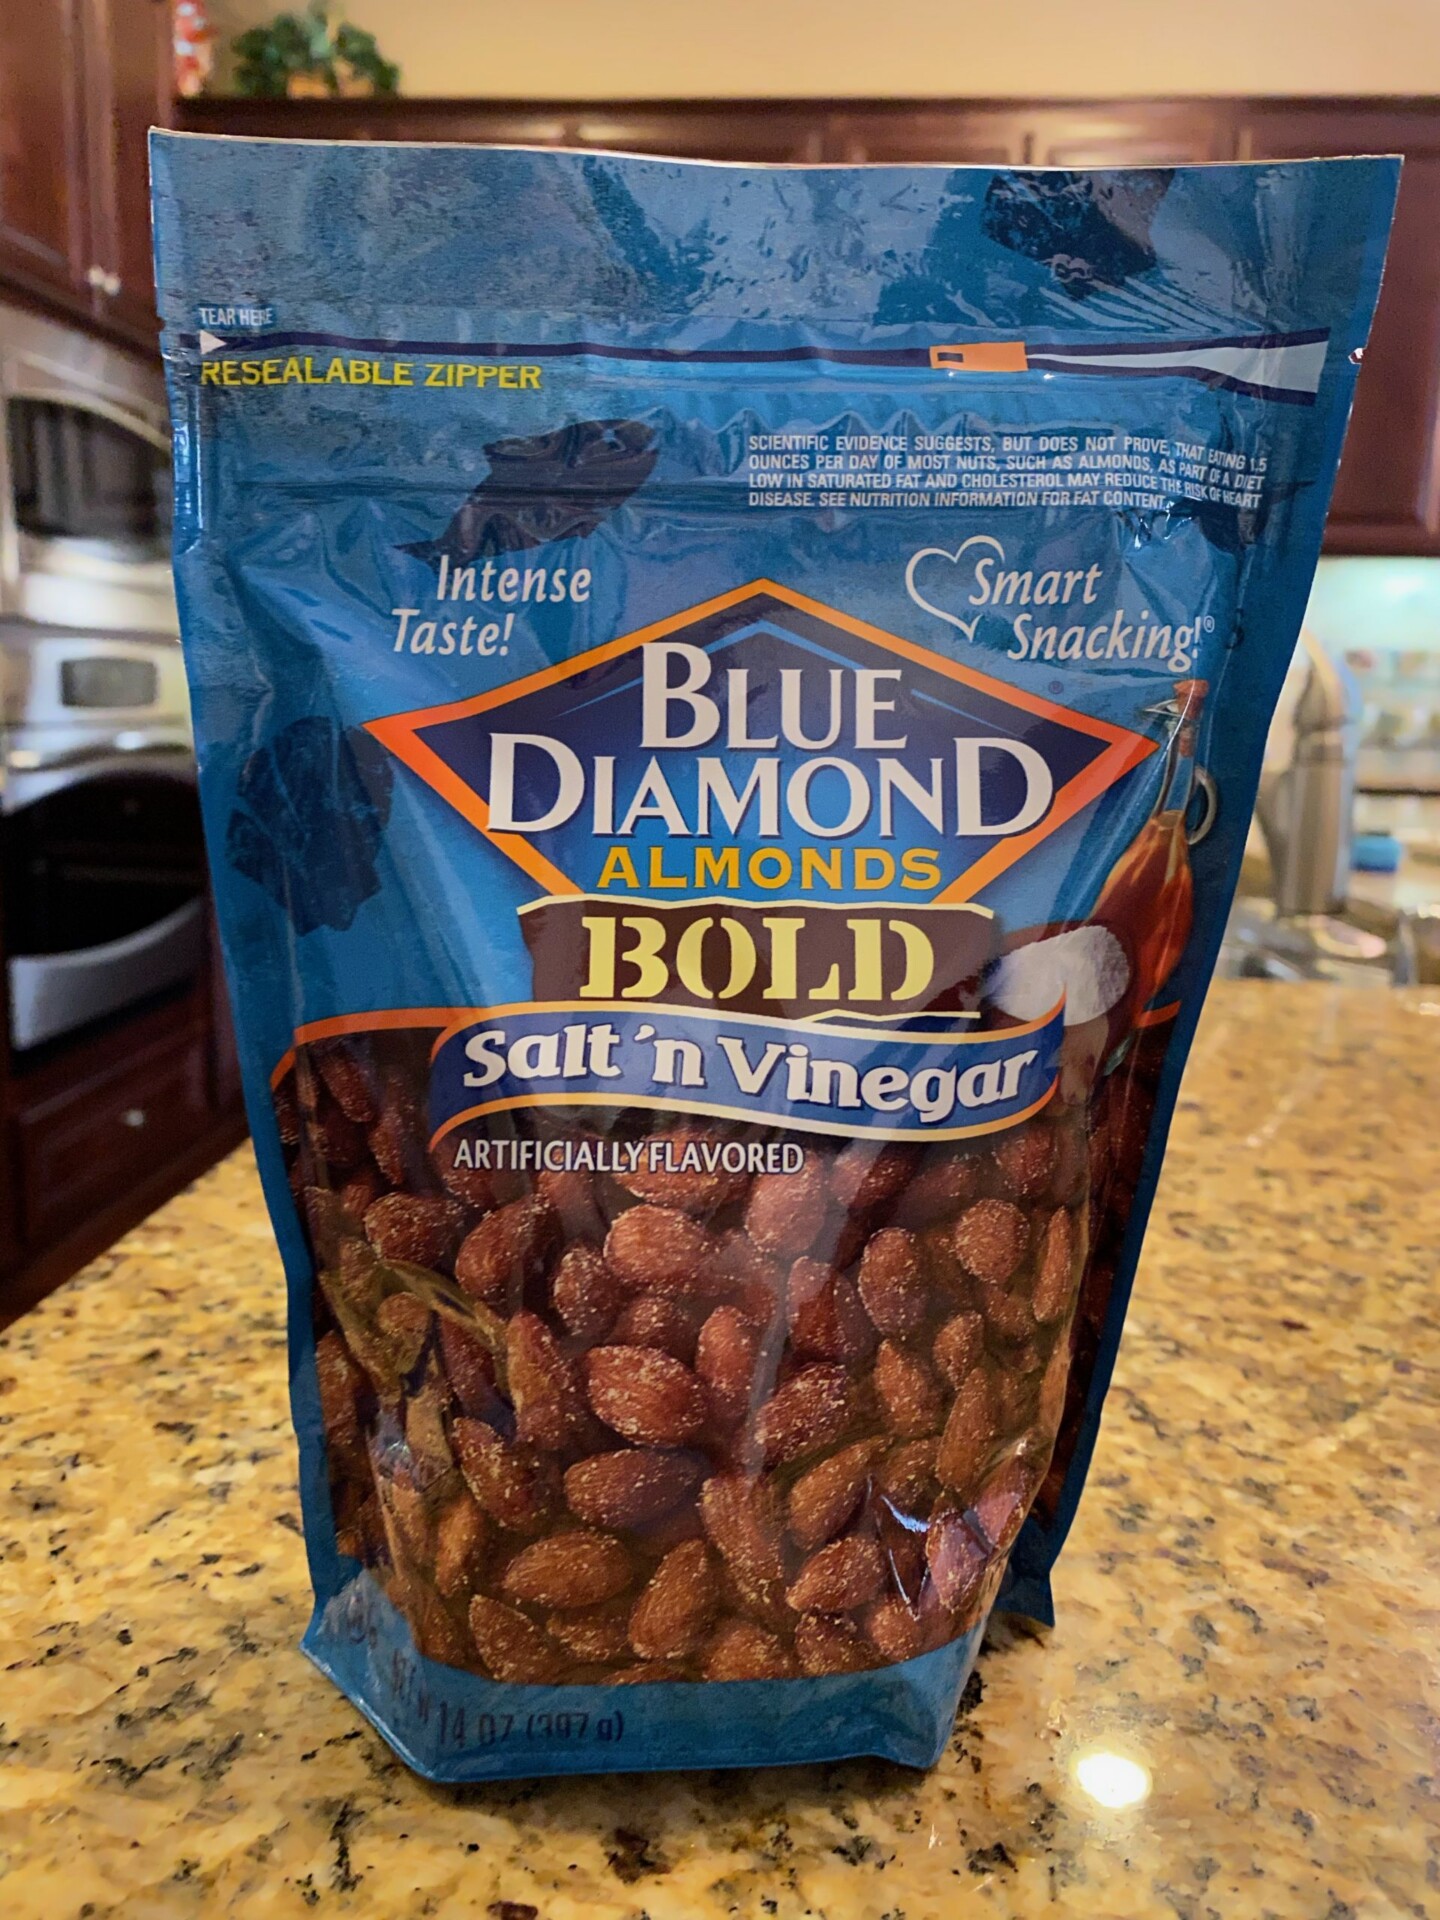 TEAR HERE
RESEALABLE ZIPPER
SCIENTIFIC EVIDENCE SUGGESTS, BUT DOES NOT PROVE, THAT EATING 1.5
OUNCES PER DAY OF MOST NUTS, SUCH AS ALMONDS, AS PART OF A DIET
LOW IN SATURATED FAT AND CHOLESTEROL MAY REDUCE THE RISK OF HEART
DISEASE. SEE NUTRITION INFORMATION FOR FAT CONTENT.
Intense
Taste!
Smart
Snacking!®
BLUE
DIAMOND
®
ALMONDS
BOLD
Salt 'n Vinegar
ARTIFICIALLY FLAVORED
14 OZ (397 g)